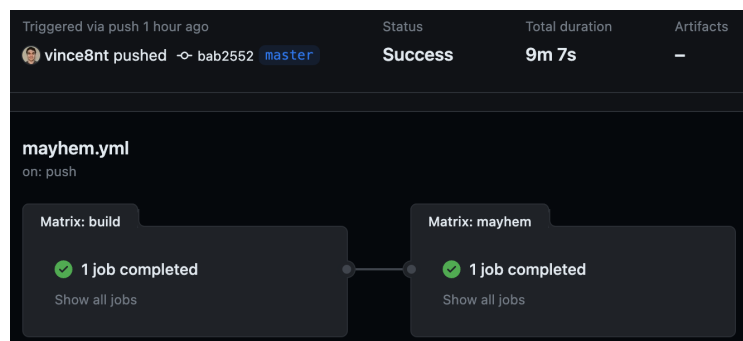 Triggered via push 1 hour ago
vince8nt pushed bab2552 master
Status
Success
Total duration
9m 7s
Artifacts
–
mayhem.yml
on: push
Matrix: build
1 job completed
Show all jobs
Matrix: mayhem
1 job completed
Show all jobs